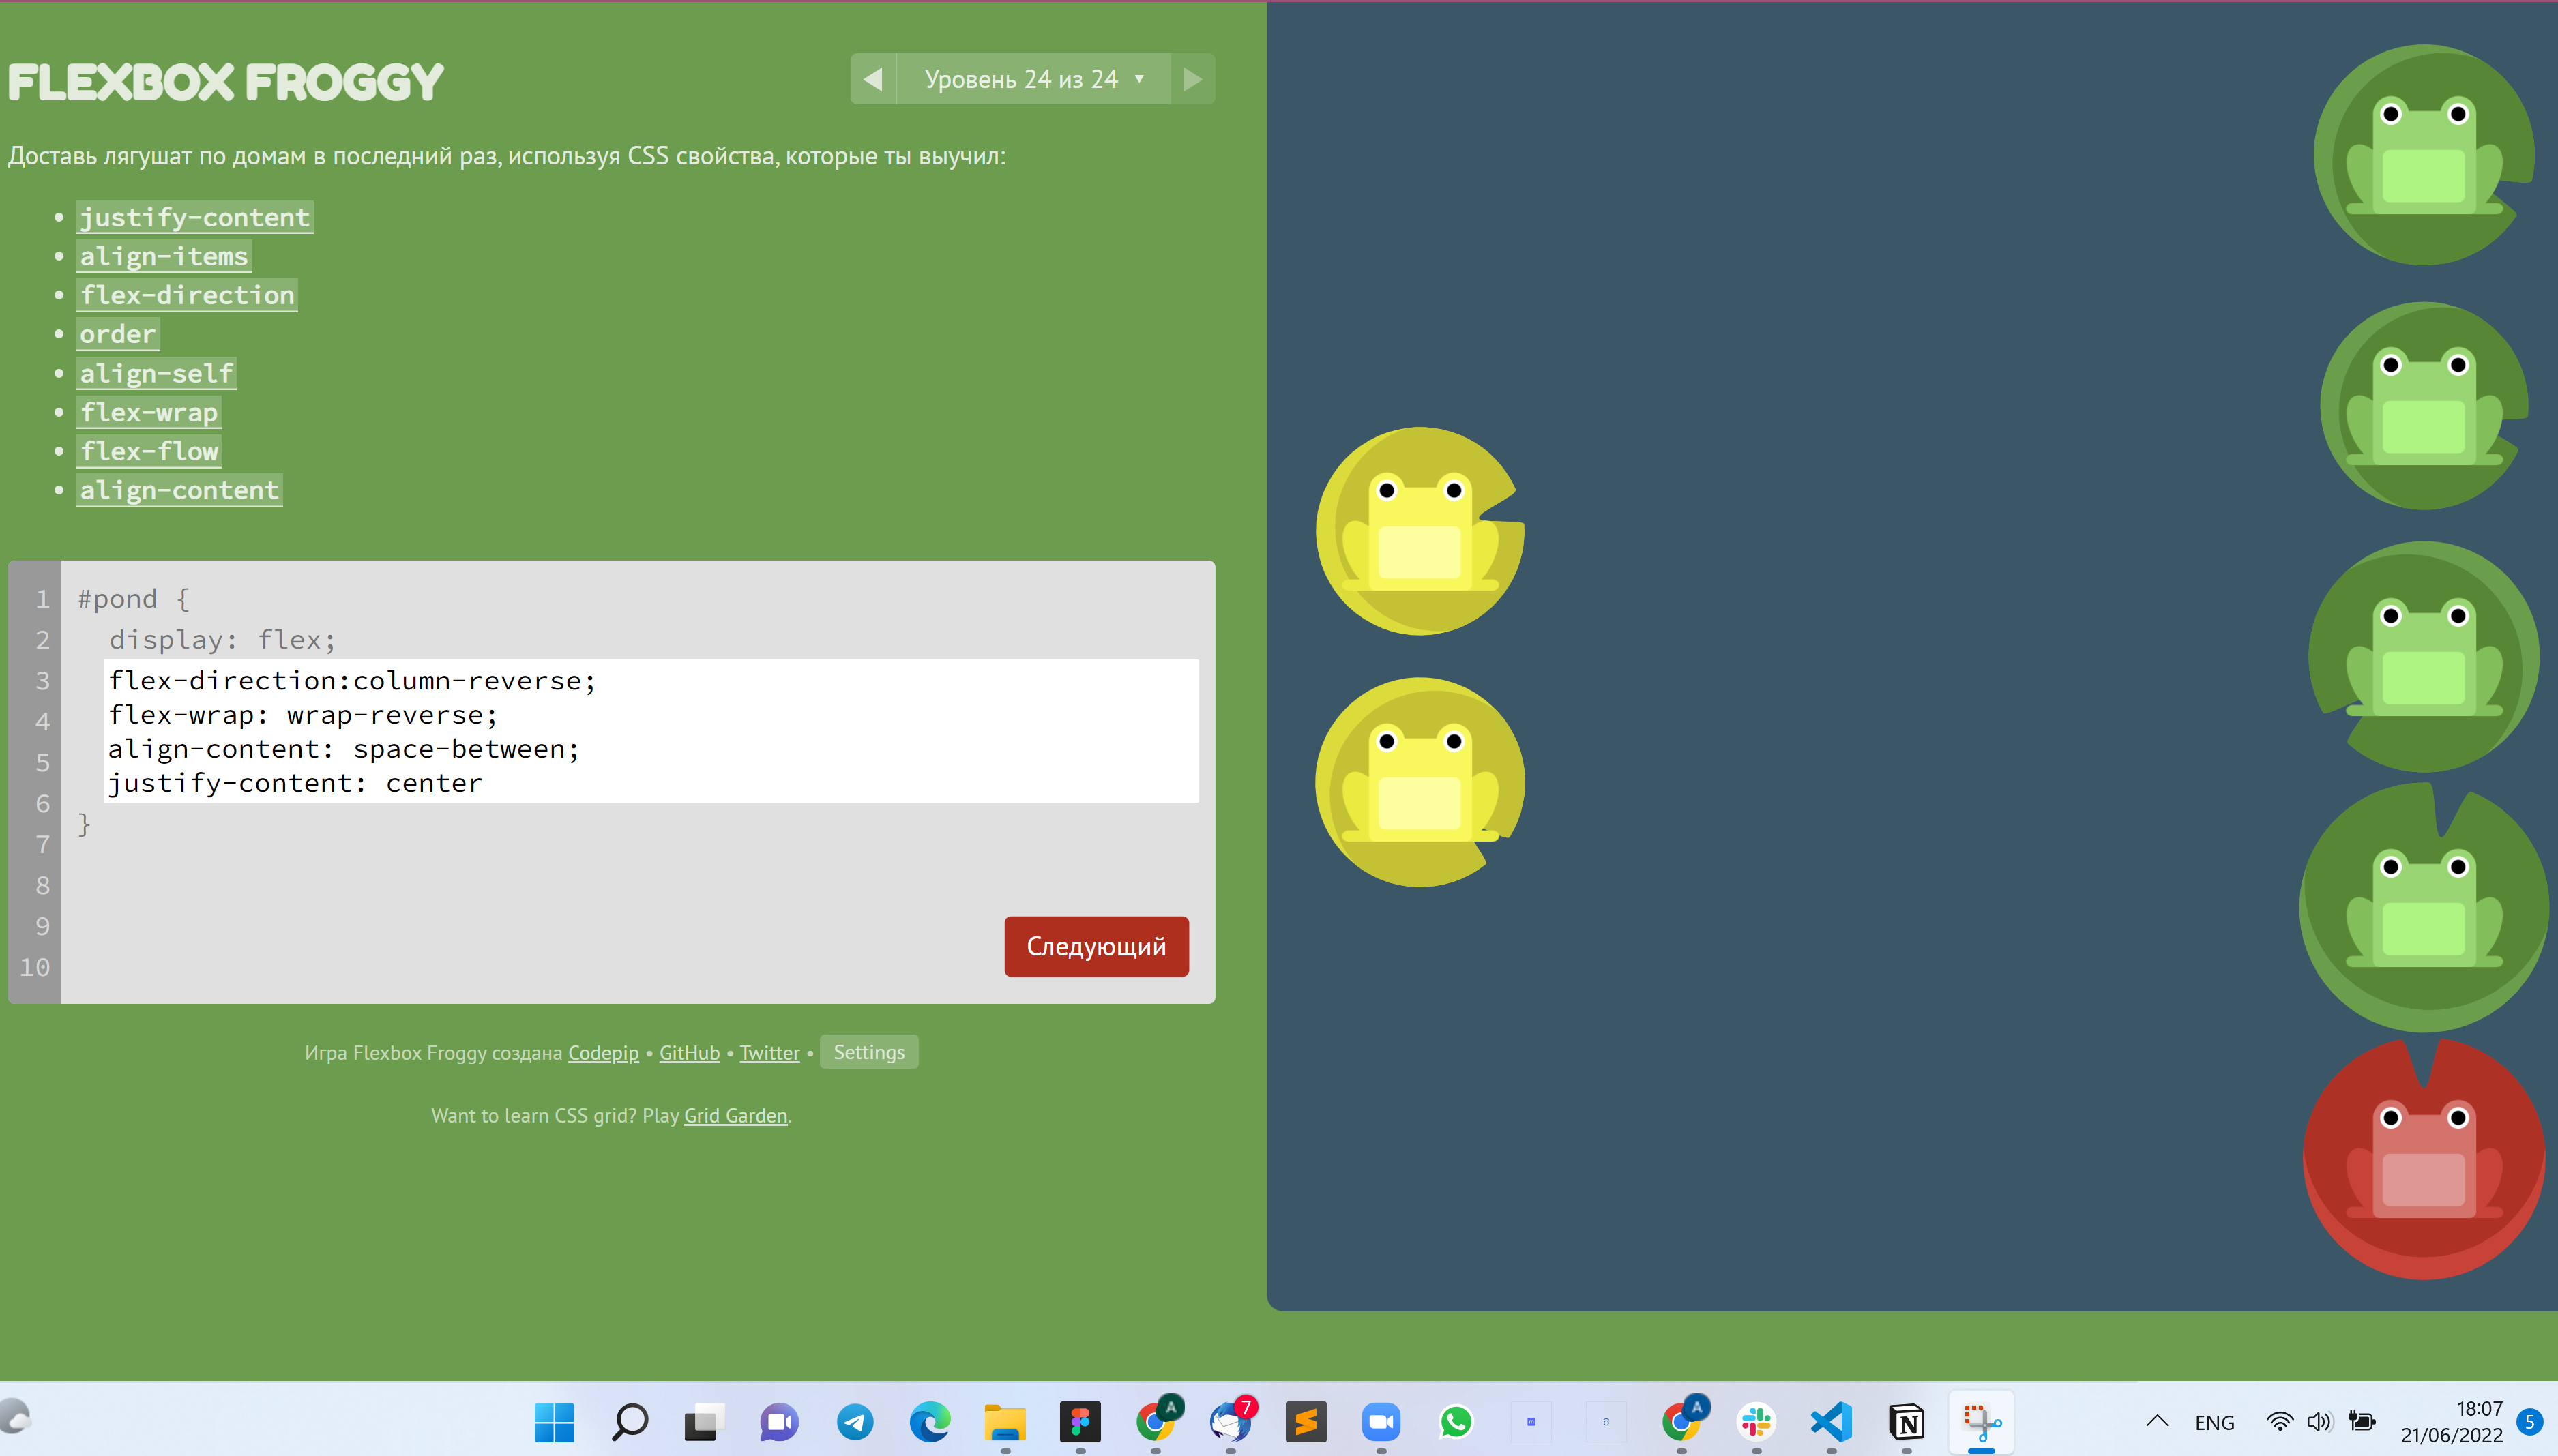 FLEXBOX FROGGY
◀ Уровень 24 из 24 ▼ ▶
Доставь лягушат по домам в последний раз, используя CSS свойства, которые ты выучил:
• justify-content
• align-items
• flex-direction
• order
• align-self
• flex-wrap
• flex-flow
• align-content
1 #pond {
2 display: flex;
3 flex-direction:column-reverse;
4 flex-wrap: wrap-reverse;
5 align-content: space-between;
6 justify-content: center
7 }
8
9
10
Следующий
Игра Flexbox Froggy создана Codepip • GitHub • Twitter • Settings
Want to learn CSS grid? Play Grid Garden.
A 7 A ENG 18:07 5
21/06/2022